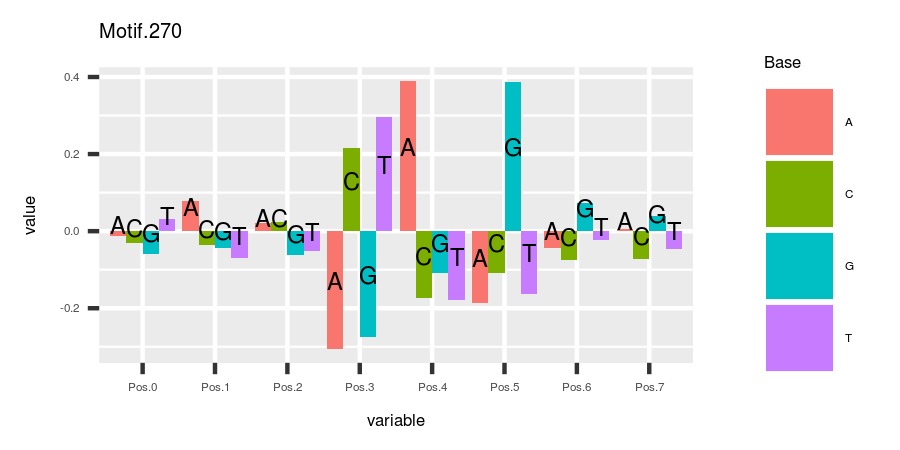 Motif.270
Base
0.4
A
0.2
C
value
0.0
G
-0.2
T
A C G T A C G T A C G T A C G T A C G T A C G T A C G T A C G T
Pos.0 Pos.1 Pos.2 Pos.3 Pos.4 Pos.5 Pos.6 Pos.7
variable